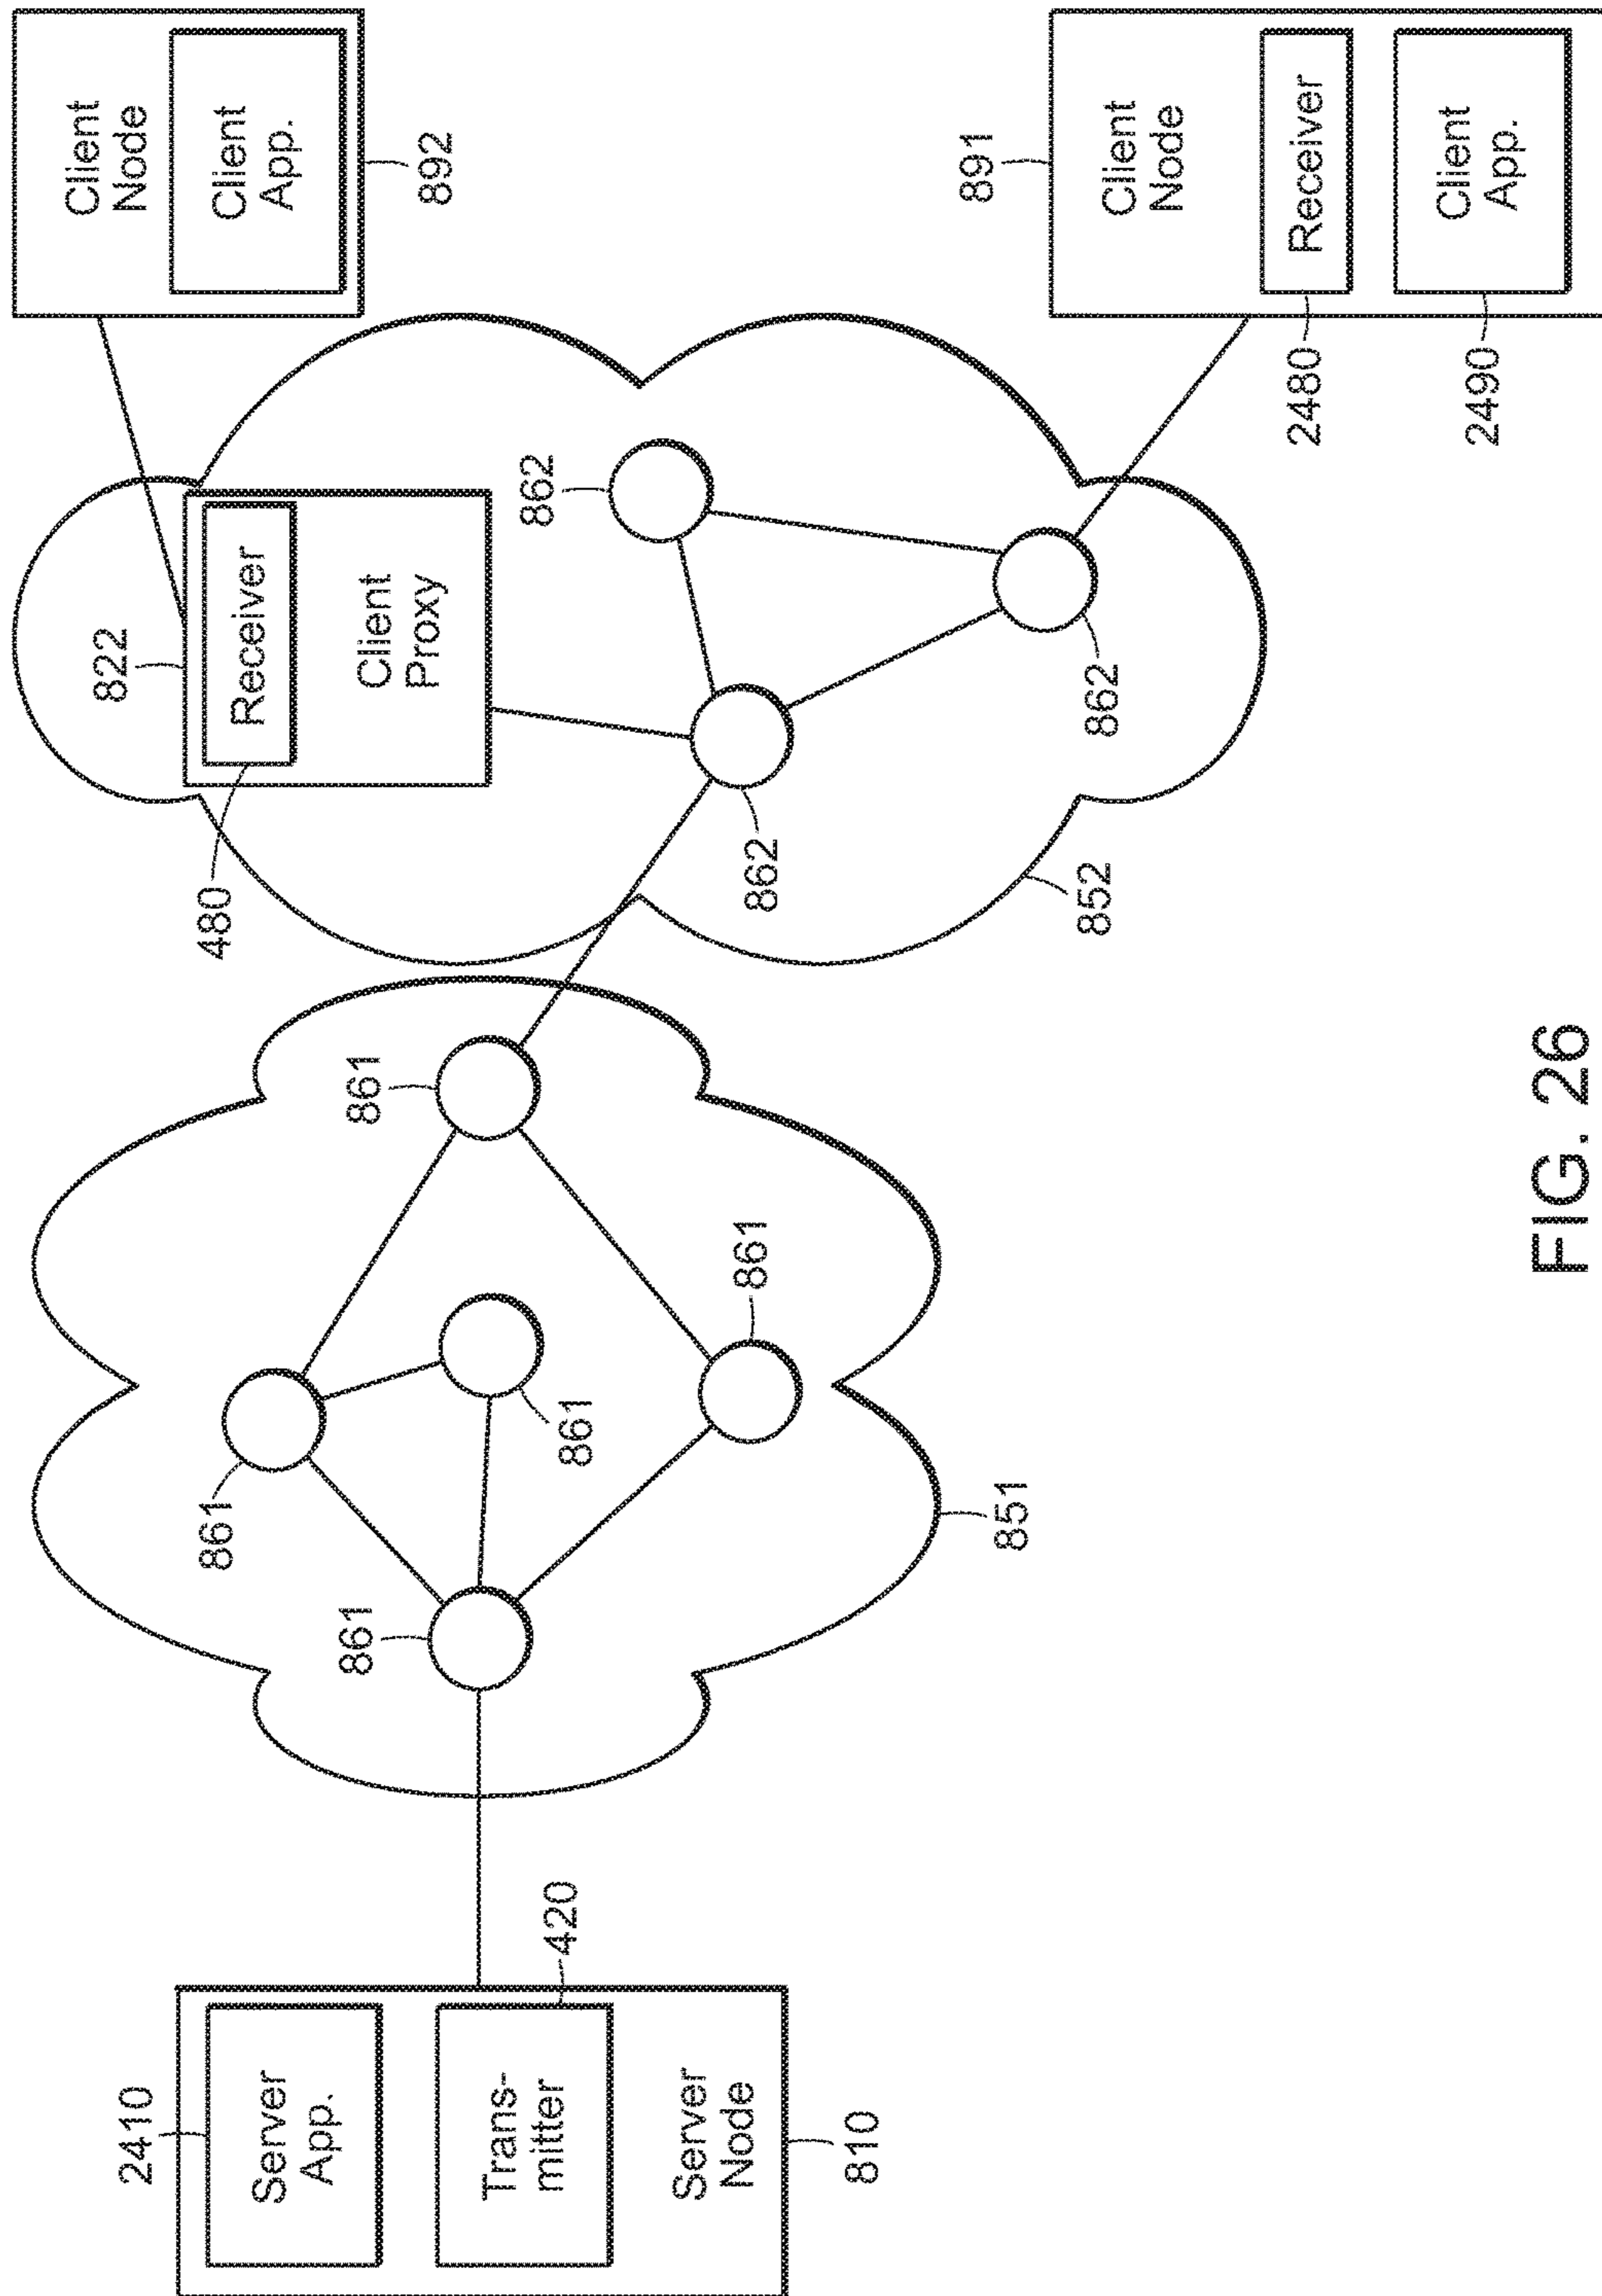 2410
Server
App.
Trans-
mitter
420
Server
Node
810
861
861
861
861
861
851
822
Receiver
480
Client
Proxy
862
862
862
852
Client
Node
Client
App.
892
891
Client
Node
Receiver
2480
Client
App.
2490
FIG. 26